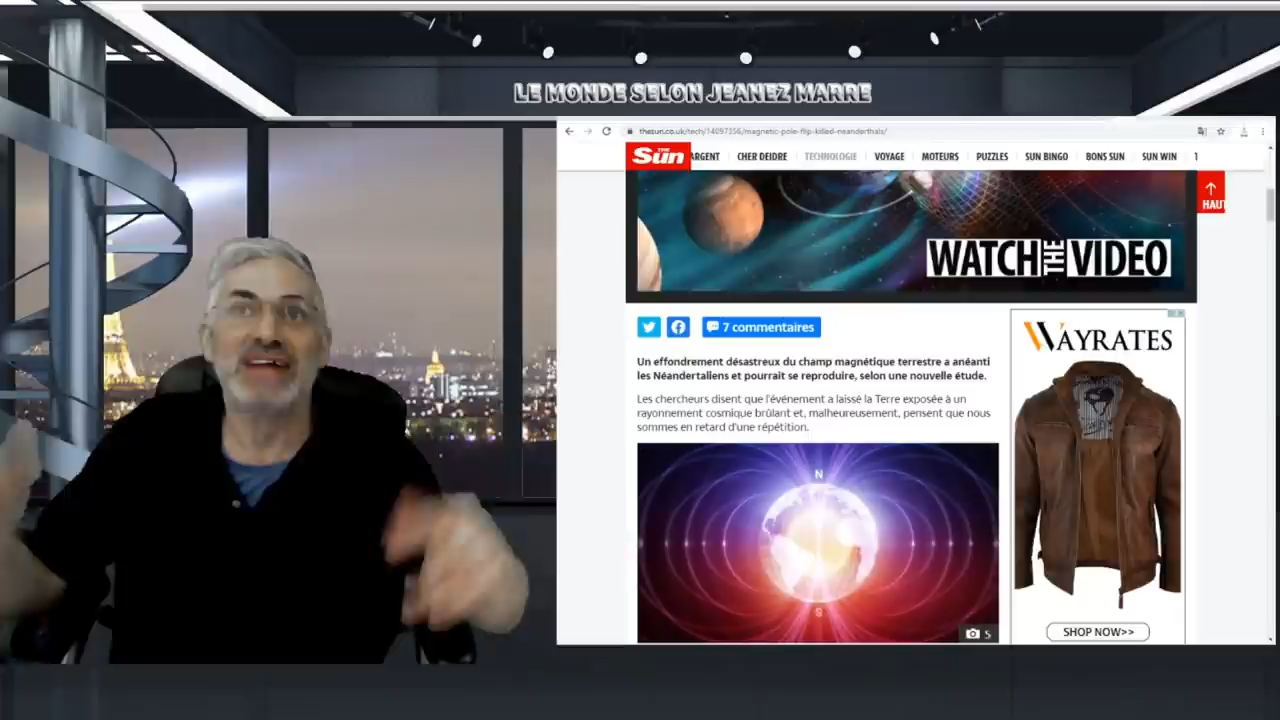 LE MONDE SELON JEANEZ MARRE
thesun.co.uk/tech/14097356/magnetic-pole-flip-killed-neanderthals/
THE Sun
ARGENT CHER DEIDRE TECHNOLOGIE VOYAGE MOTEURS PUZZLES SUN BINGO BONS SUN SUN WIN
HAUT
WATCH THE VIDEO
7 commentaires
Un effondrement désastreux du champ magnétique terrestre a anéanti
les Néandertaliens et pourrait se reproduire, selon une nouvelle étude.
Les chercheurs disent que l'événement a laissé la Terre exposée à un
rayonnement cosmique brûlant et, malheureusement, pensent que nous
sommes en retard d'une répétition.
N
S
5
WAYRATES
SHOP NOW>>